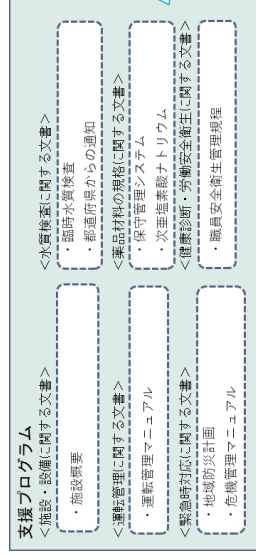 支援プログラム
<施設・設備に関する文書>
・施設概要
<運転管理に関する文書>
・運転管理マニュアル
<緊急時対応に関する文書>
・地域防災計画
・危機管理マニュアル
<水質検査に関する文書>
・臨時水質検査
・都道府県からの通知
<薬品材料の規格に関する文書>
・保守管理システム
・次亜塩素酸ナトリウム
<健康診断・労働安全衛生に関する文書>
・職員安全衛生管理規程